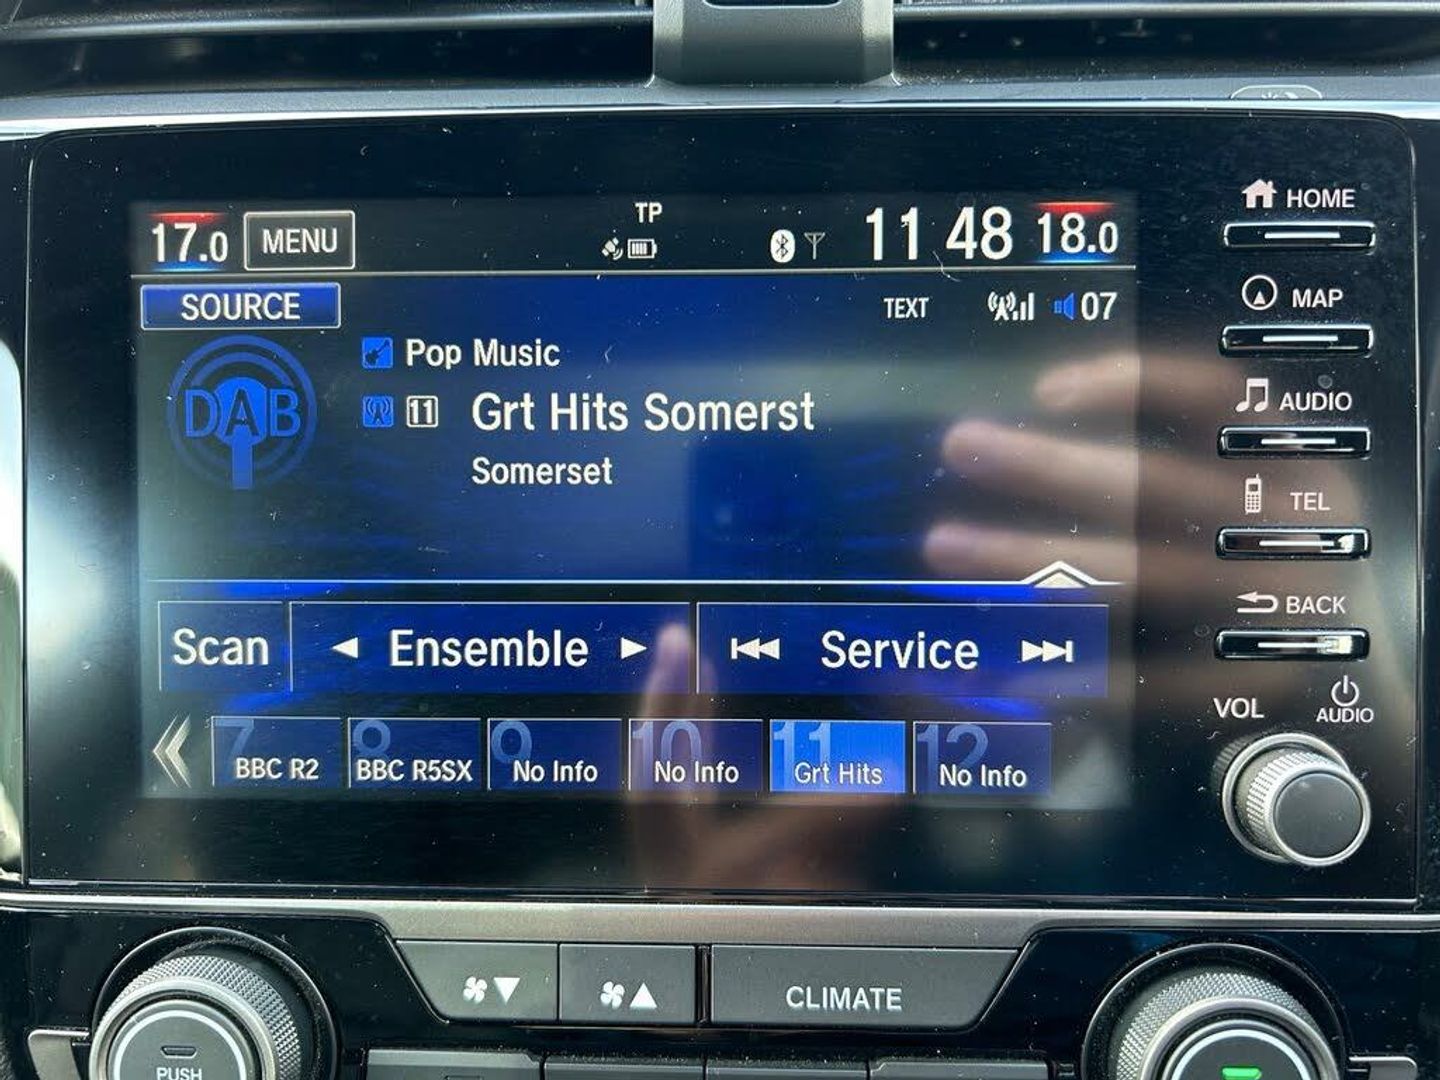 TP
17.0 MENU 11 48 18.0
SOURCE TEXT 07
Pop Music
DAB 11 Grt Hits Somerst
Somerset
Scan ◄ Ensemble ► Service
7 BBC R2
8 BBC R5SX
9 No Info
10 No Info
11 Grt Hits
12 No Info
HOME
MAP
AUDIO
TEL
BACK
VOL AUDIO
CLIMATE
PUSH